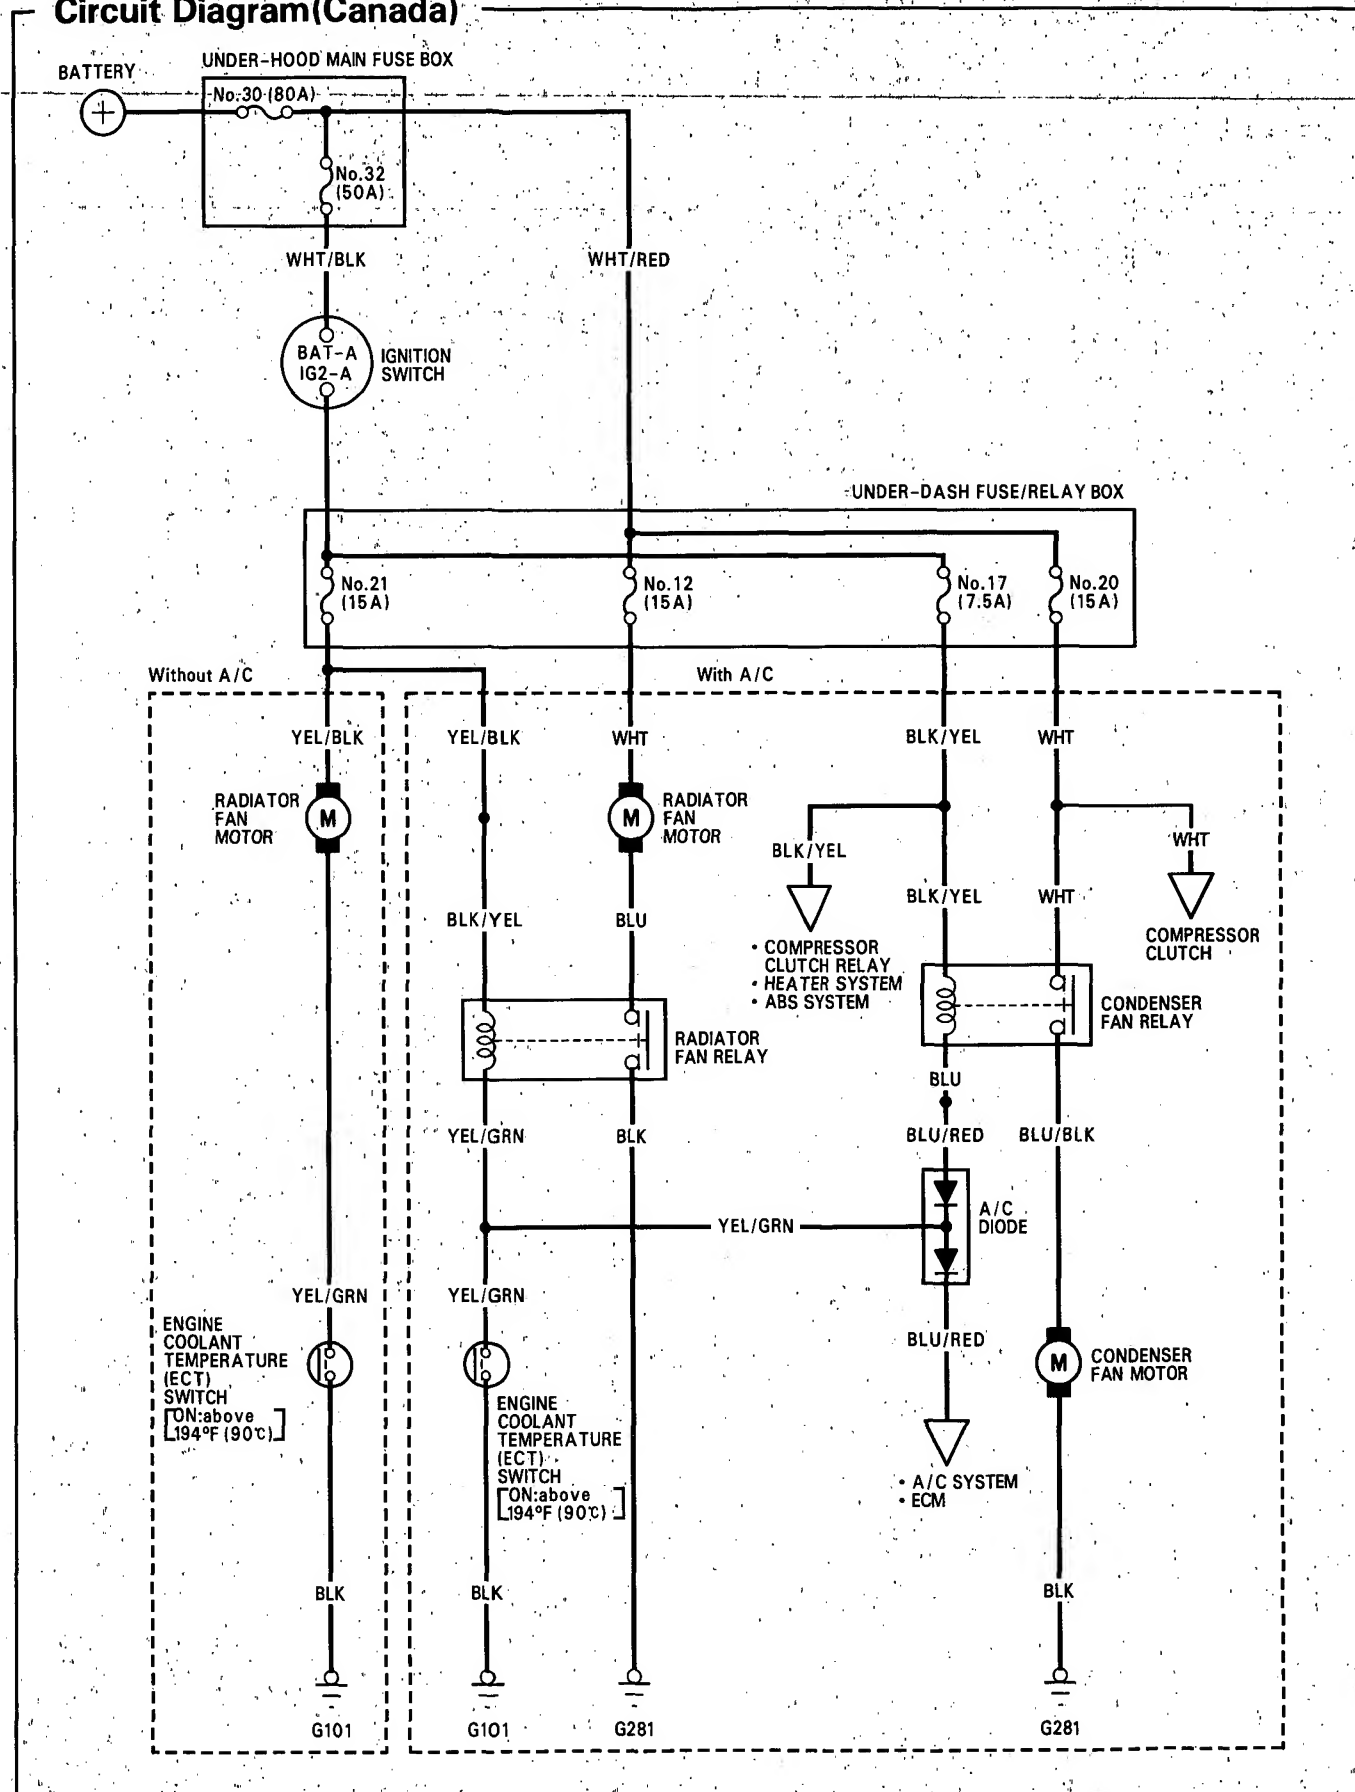 Circuit Diagram(Canada)
UNDER-HOOD MAIN FUSE BOX
BATTERY
No.30(80A)
+
No.32
(50A)
WHT/BLK
WHT/RED
BAT-A
IG2-A
IGNITION
SWITCH
UNDER-DASH FUSE/RELAY BOX
No.21
(15A)
No.12
(15A)
No.17
(7.5A)
No.20
(15A)
Without A/C
With A/C
YEL/BLK
YEL/BLK
WHT
BLK/YEL
WHT
RADIATOR
FAN
MOTOR
M
M
RADIATOR
FAN
MOTOR
BLK/YEL
WHT
BLK/YEL
BLU
BLK/YEL
WHT
• COMPRESSOR
CLUTCH RELAY
• HEATER SYSTEM
• ABS SYSTEM
COMPRESSOR
CLUTCH
RADIATOR
FAN RELAY
CONDENSER
FAN RELAY
BLU
YEL/GRN
BLK
BLU/RED
BLU/BLK
YEL/GRN
A/C
DIODE
YEL/GRN
YEL/GRN
BLU/RED
ENGINE
COOLANT
TEMPERATURE
(ECT)
SWITCH
[ON:above
194°F(90℃)]
M
CONDENSER
FAN MOTOR
ENGINE
COOLANT
TEMPERATURE
(ECT)
SWITCH
[ON:above
194°F(90℃)]
• A/C SYSTEM
• ECM
BLK
BLK
BLK
G101
G101
G281
G281